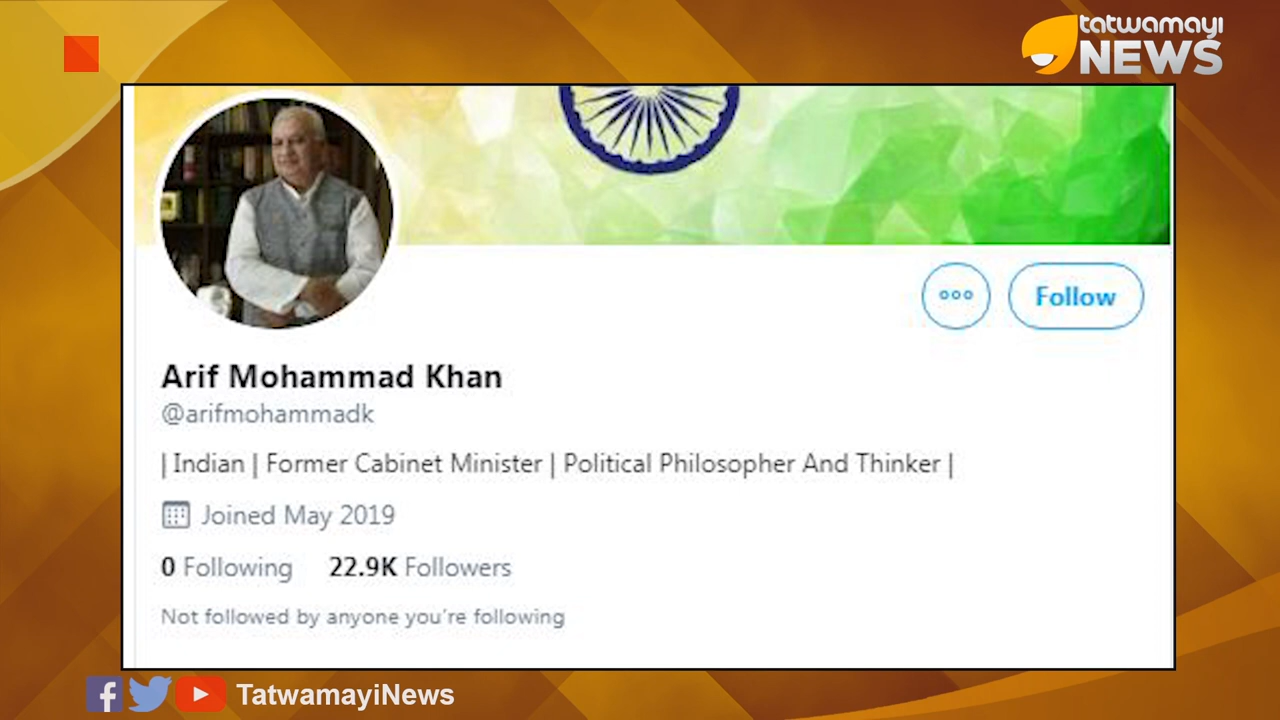 tatwamayi
NEWS
Follow
Arif Mohammad Khan
@arifmohammadk
| Indian | Former Cabinet Minister | Political Philosopher And Thinker |
Joined May 2019
0 Following 22.9K Followers
Not followed by anyone you're following
TatwamayiNews